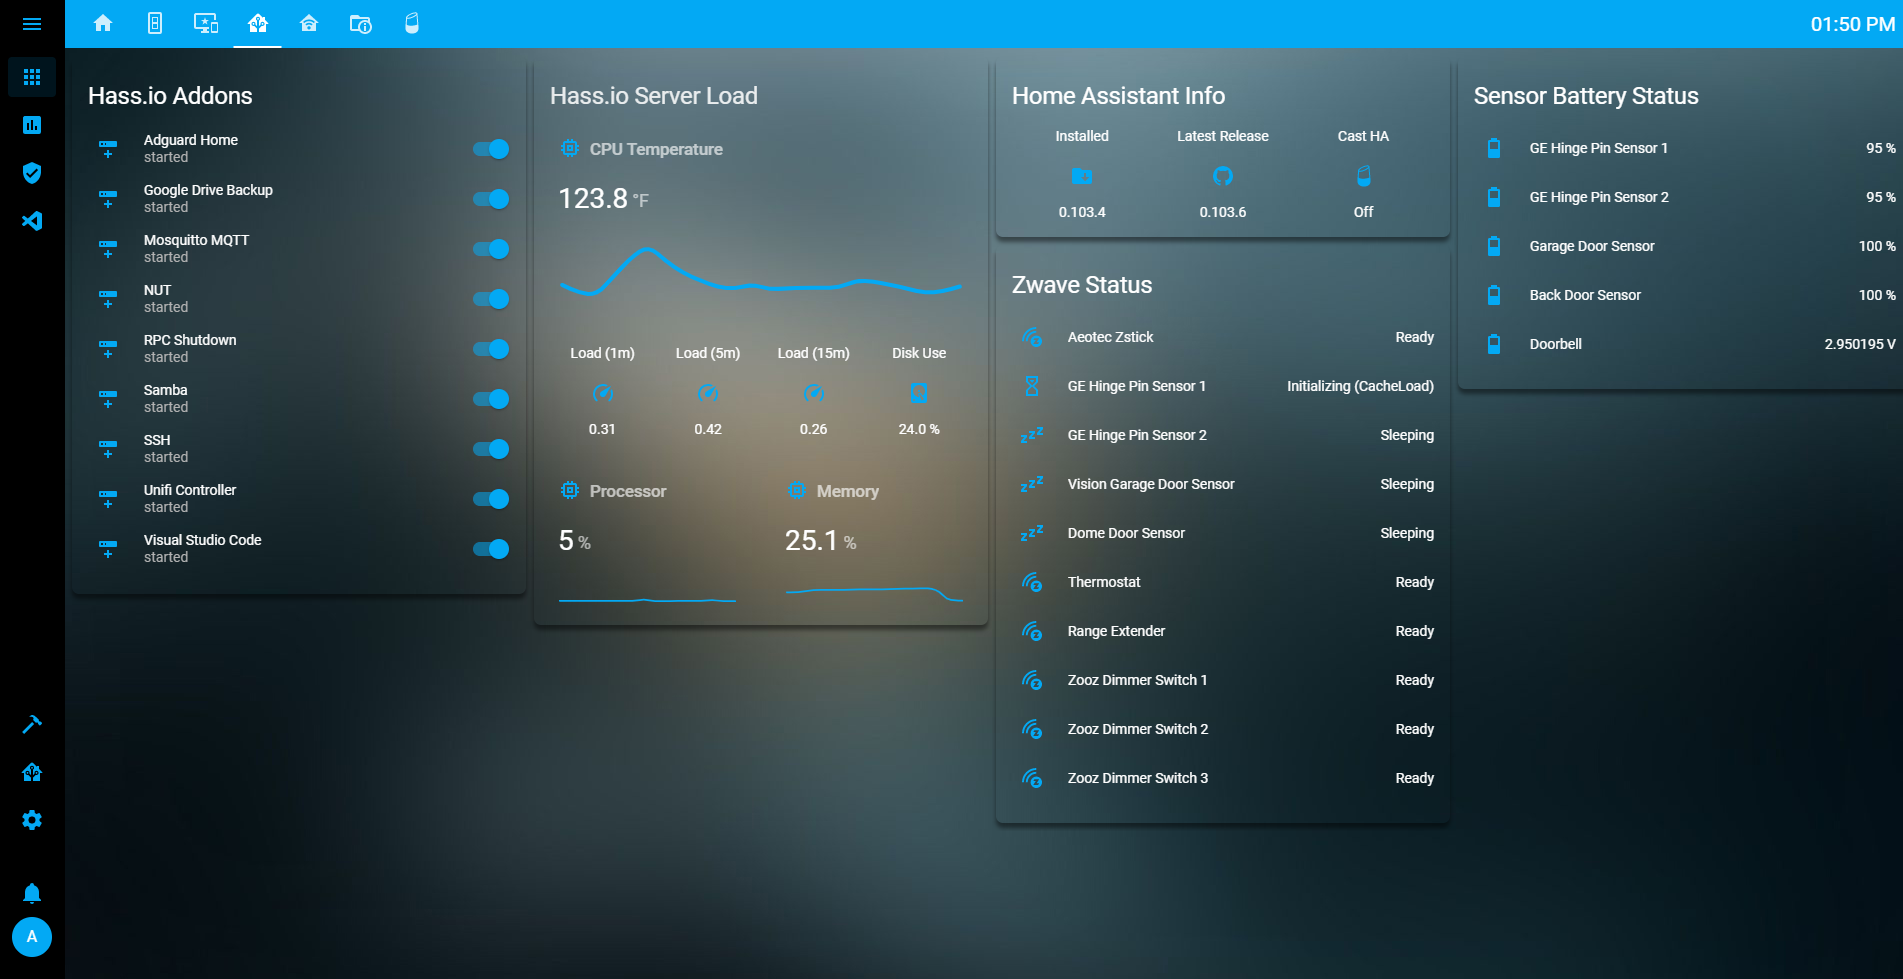 01:50 PM
Hass.io Addons
Adguard Home
started
Google Drive Backup
started
Mosquitto MQTT
started
NUT
started
RPC Shutdown
started
Samba
started
SSH
started
Unifi Controller
started
Visual Studio Code
started
Hass.io Server Load
CPU Temperature
123.8 °F
Load (1m) Load (5m) Load (15m) Disk Use
0.31 0.42 0.26 24.0 %
Processor Memory
5 % 25.1 %
Home Assistant Info
Installed Latest Release Cast HA
0.103.4 0.103.6 Off
Zwave Status
Aeotec Zstick Ready
GE Hinge Pin Sensor 1 Initializing (CacheLoad)
GE Hinge Pin Sensor 2 Sleeping
Vision Garage Door Sensor Sleeping
Dome Door Sensor Sleeping
Thermostat Ready
Range Extender Ready
Zooz Dimmer Switch 1 Ready
Zooz Dimmer Switch 2 Ready
Zooz Dimmer Switch 3 Ready
Sensor Battery Status
GE Hinge Pin Sensor 1 95 %
GE Hinge Pin Sensor 2 95 %
Garage Door Sensor 100 %
Back Door Sensor 100 %
Doorbell 2.950195 V
A